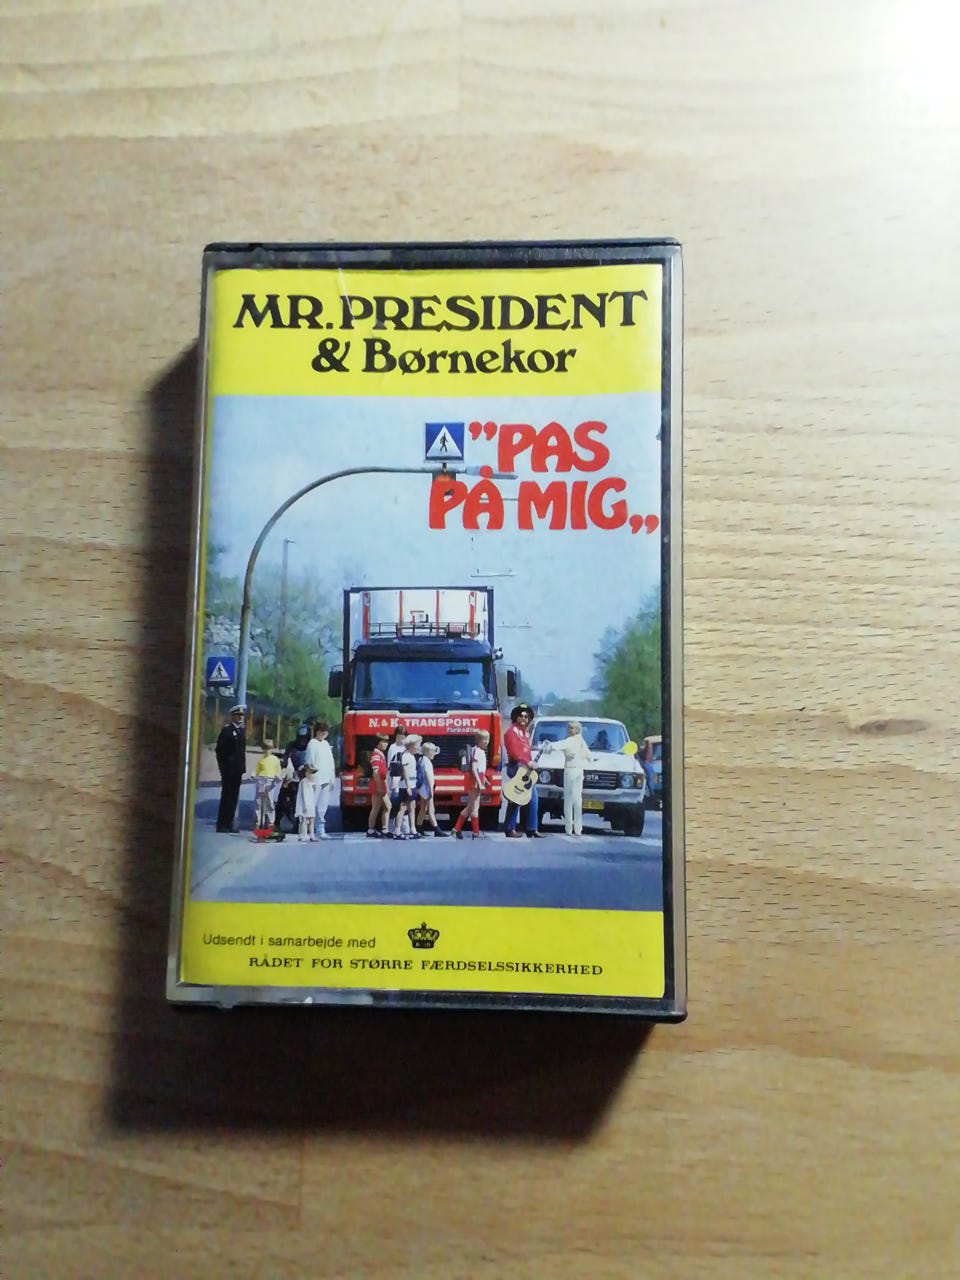 MR. PRESIDENT
& Børnekor
”PAS
PÅ MIG„
N & K. TRANSPORT
Udsendt i samarbejde med
RÅDET FOR STØRRE FÆRDSELSSIKKERHED